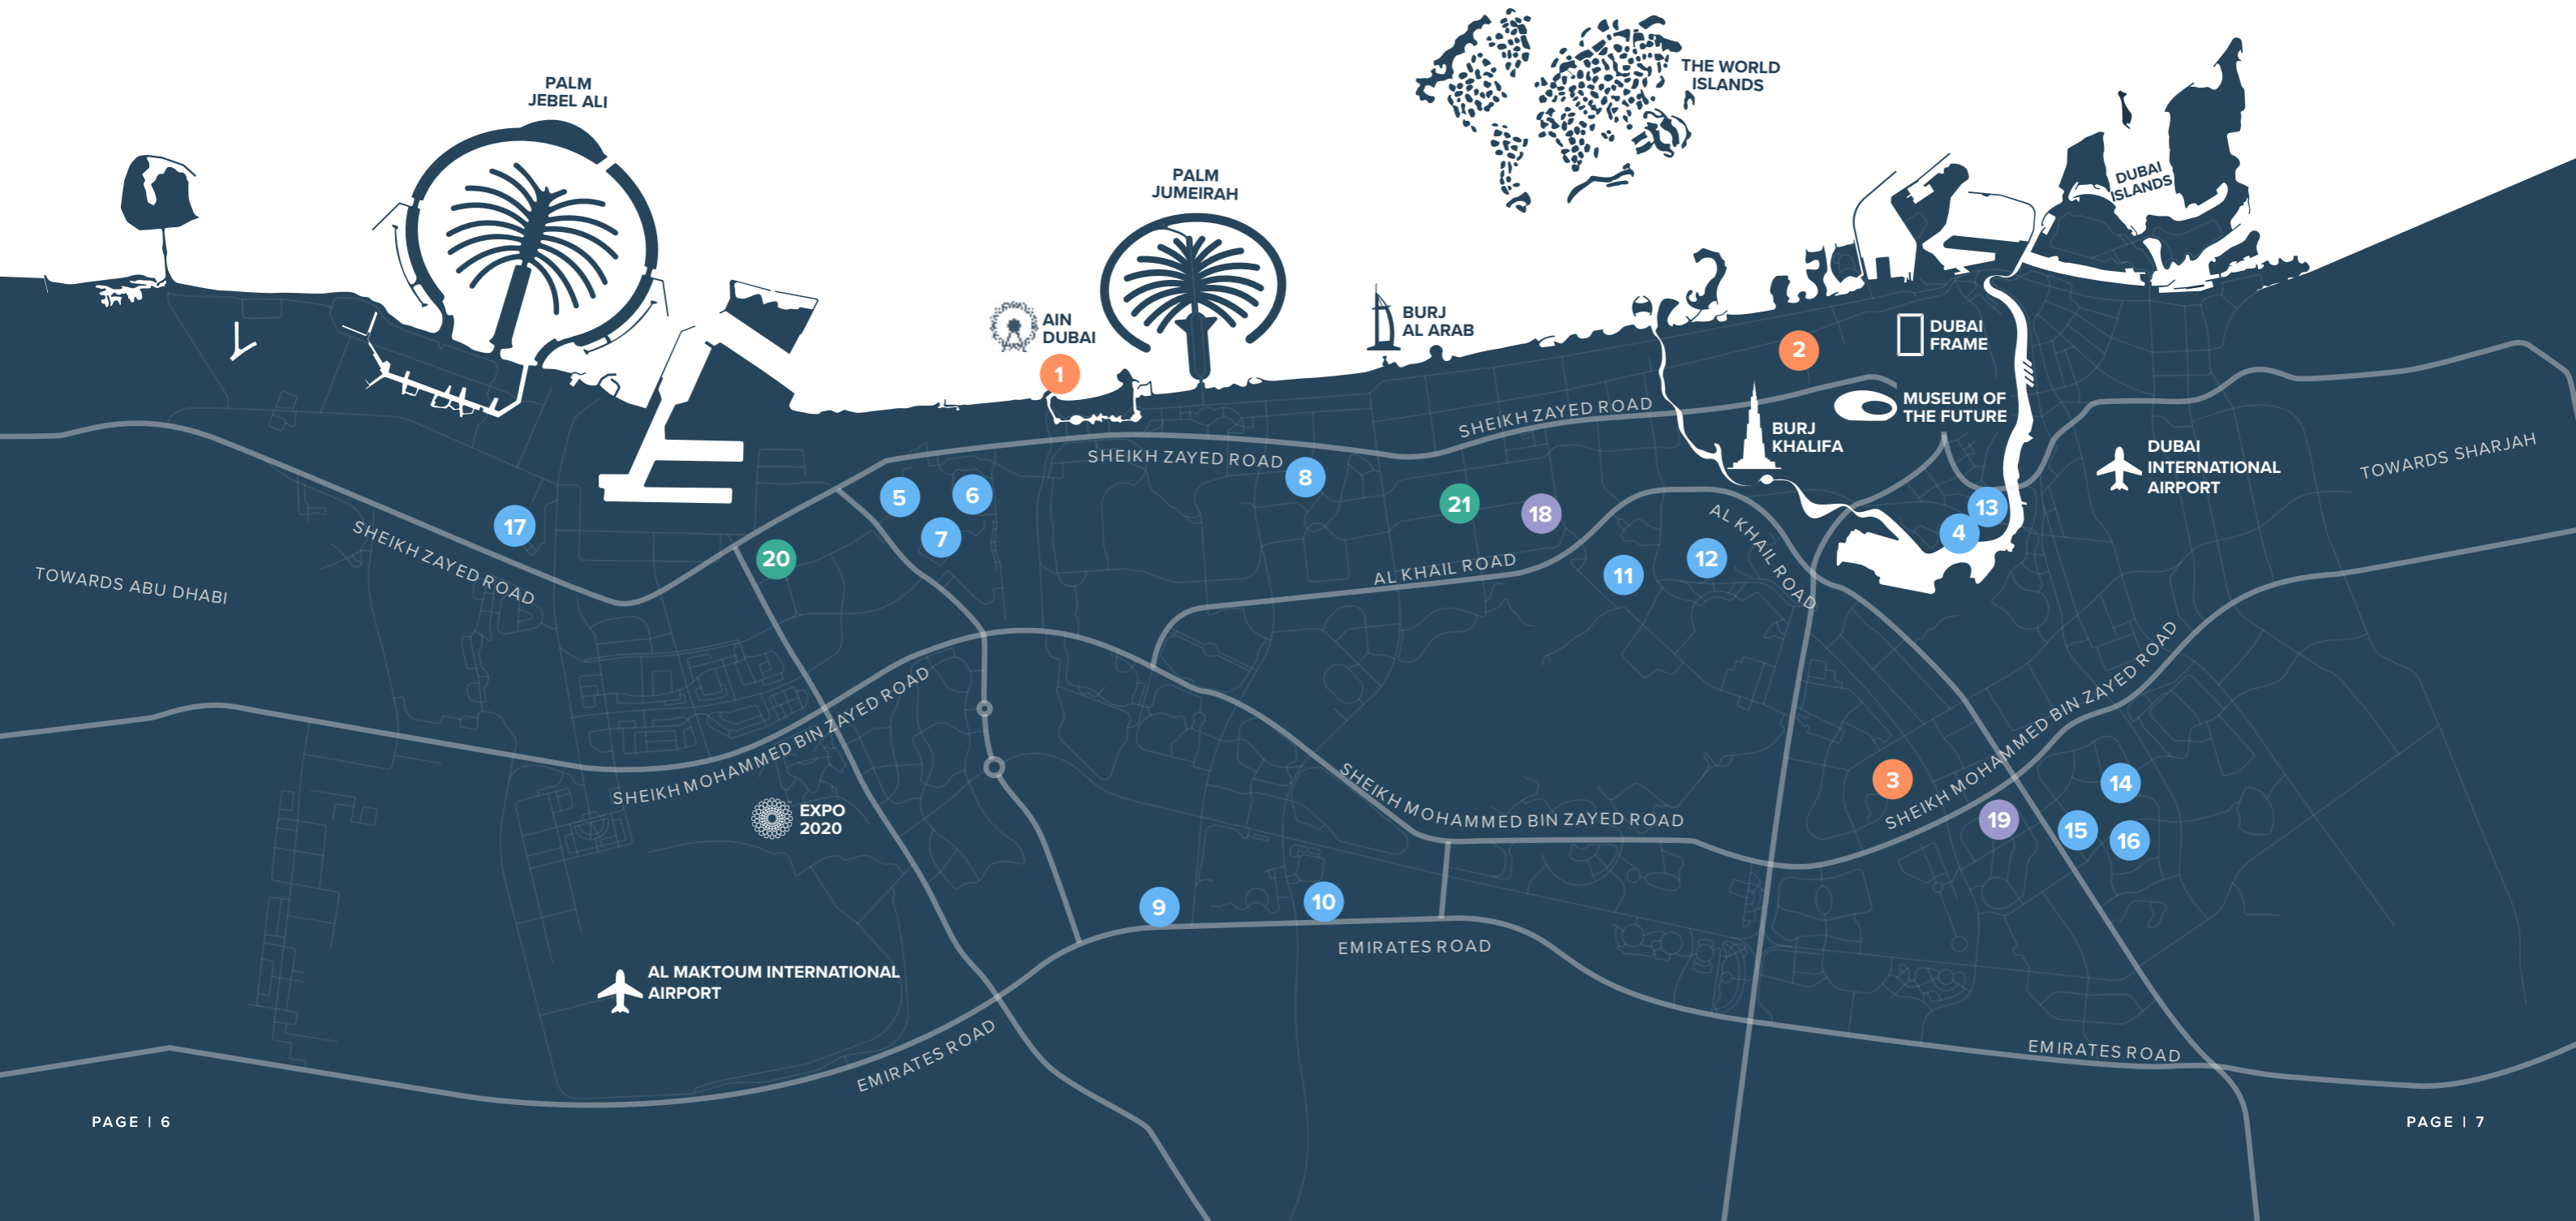 PALM
JEBEL ALI
THE WORLD
ISLANDS
PALM
JUMEIRAH
DUBAI
ISLANDS
AIN
DUBAI
BURJ
AL ARAB
DUBAI
FRAME
1
2
MUSEUM OF
THE FUTURE
SHEIKH ZAYED ROAD
BURJ
KHALIFA
DUBAI
INTERNATIONAL
AIRPORT
TOWARDS SHARJAH
SHEIKH ZAYED ROAD
8
5
6
7
21
18
13
4
17
SHEIKH ZAYED ROAD
20
AL KHAIL ROAD
AL KHAIL ROAD
11
12
TOWARDS ABU DHABI
SHEIKH MOHAMMED BIN ZAYED ROAD
SHEIKH MOHAMMED BIN ZAYED ROAD
SHEIKH MOHAMMED BIN ZAYED ROAD
3
14
19
15
16
EXPO
2020
9
10
EMIRATES ROAD
AL MAKTOUM INTERNATIONAL
AIRPORT
EMIRATES ROAD
EMIRATES ROAD
PAGE | 6
PAGE | 7